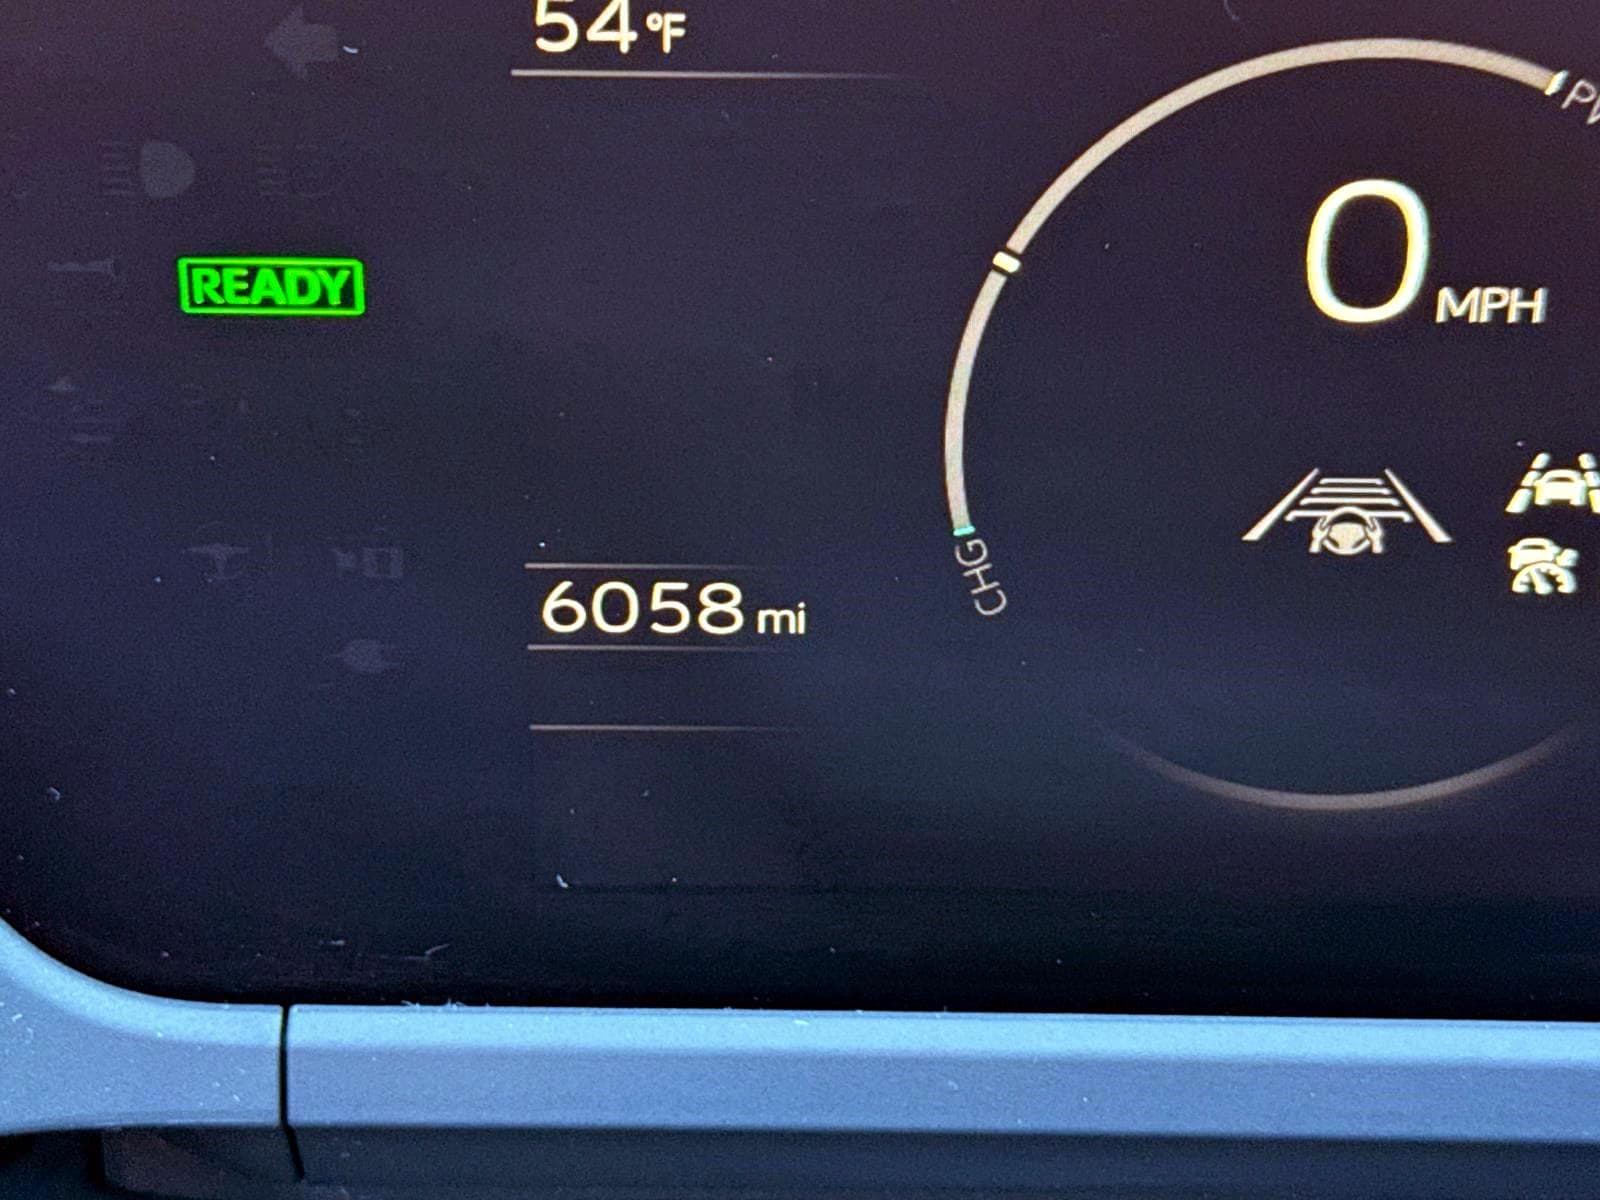 54 °F
READY
0 MPH
CHG
6058 mi